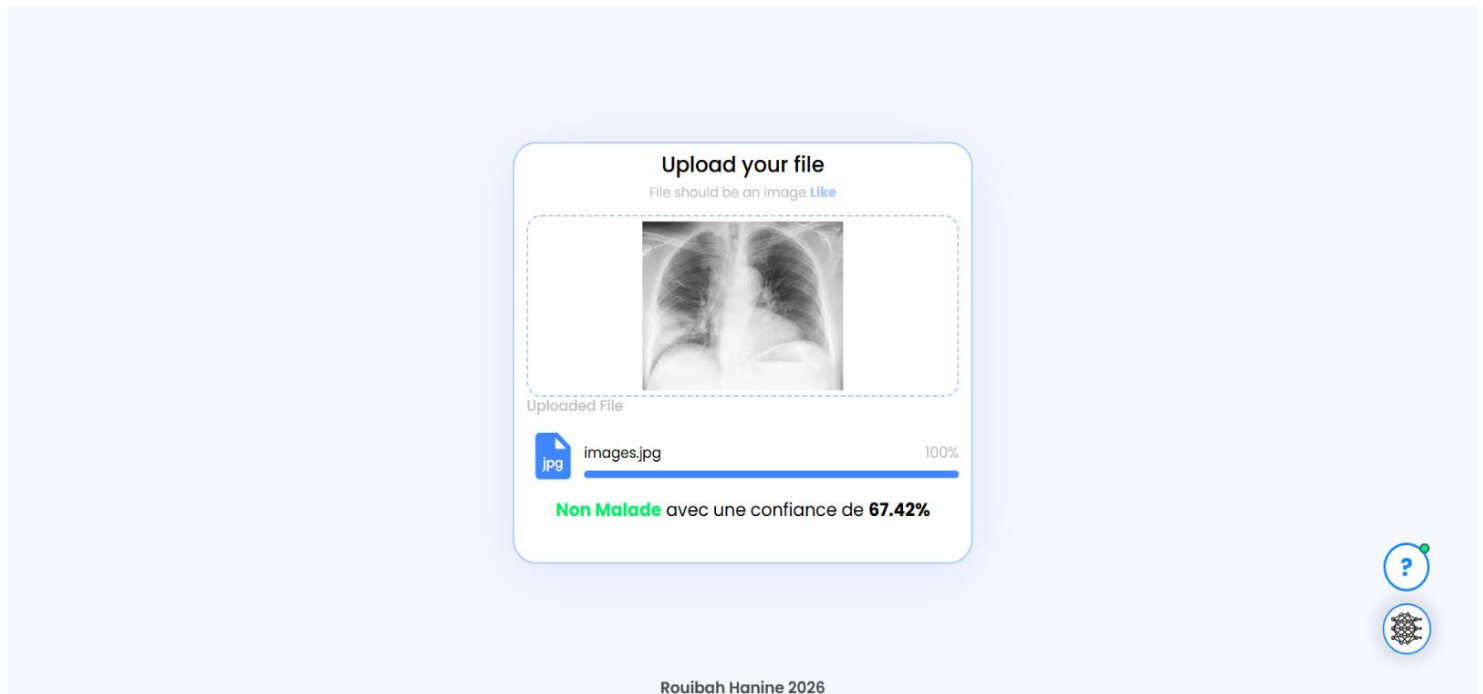 Upload your file
File should be an image Like
Uploaded File
jpg
images.jpg
100%
Non Malade avec une confiance de 67.42%
?
Rouibah Hanine 2026